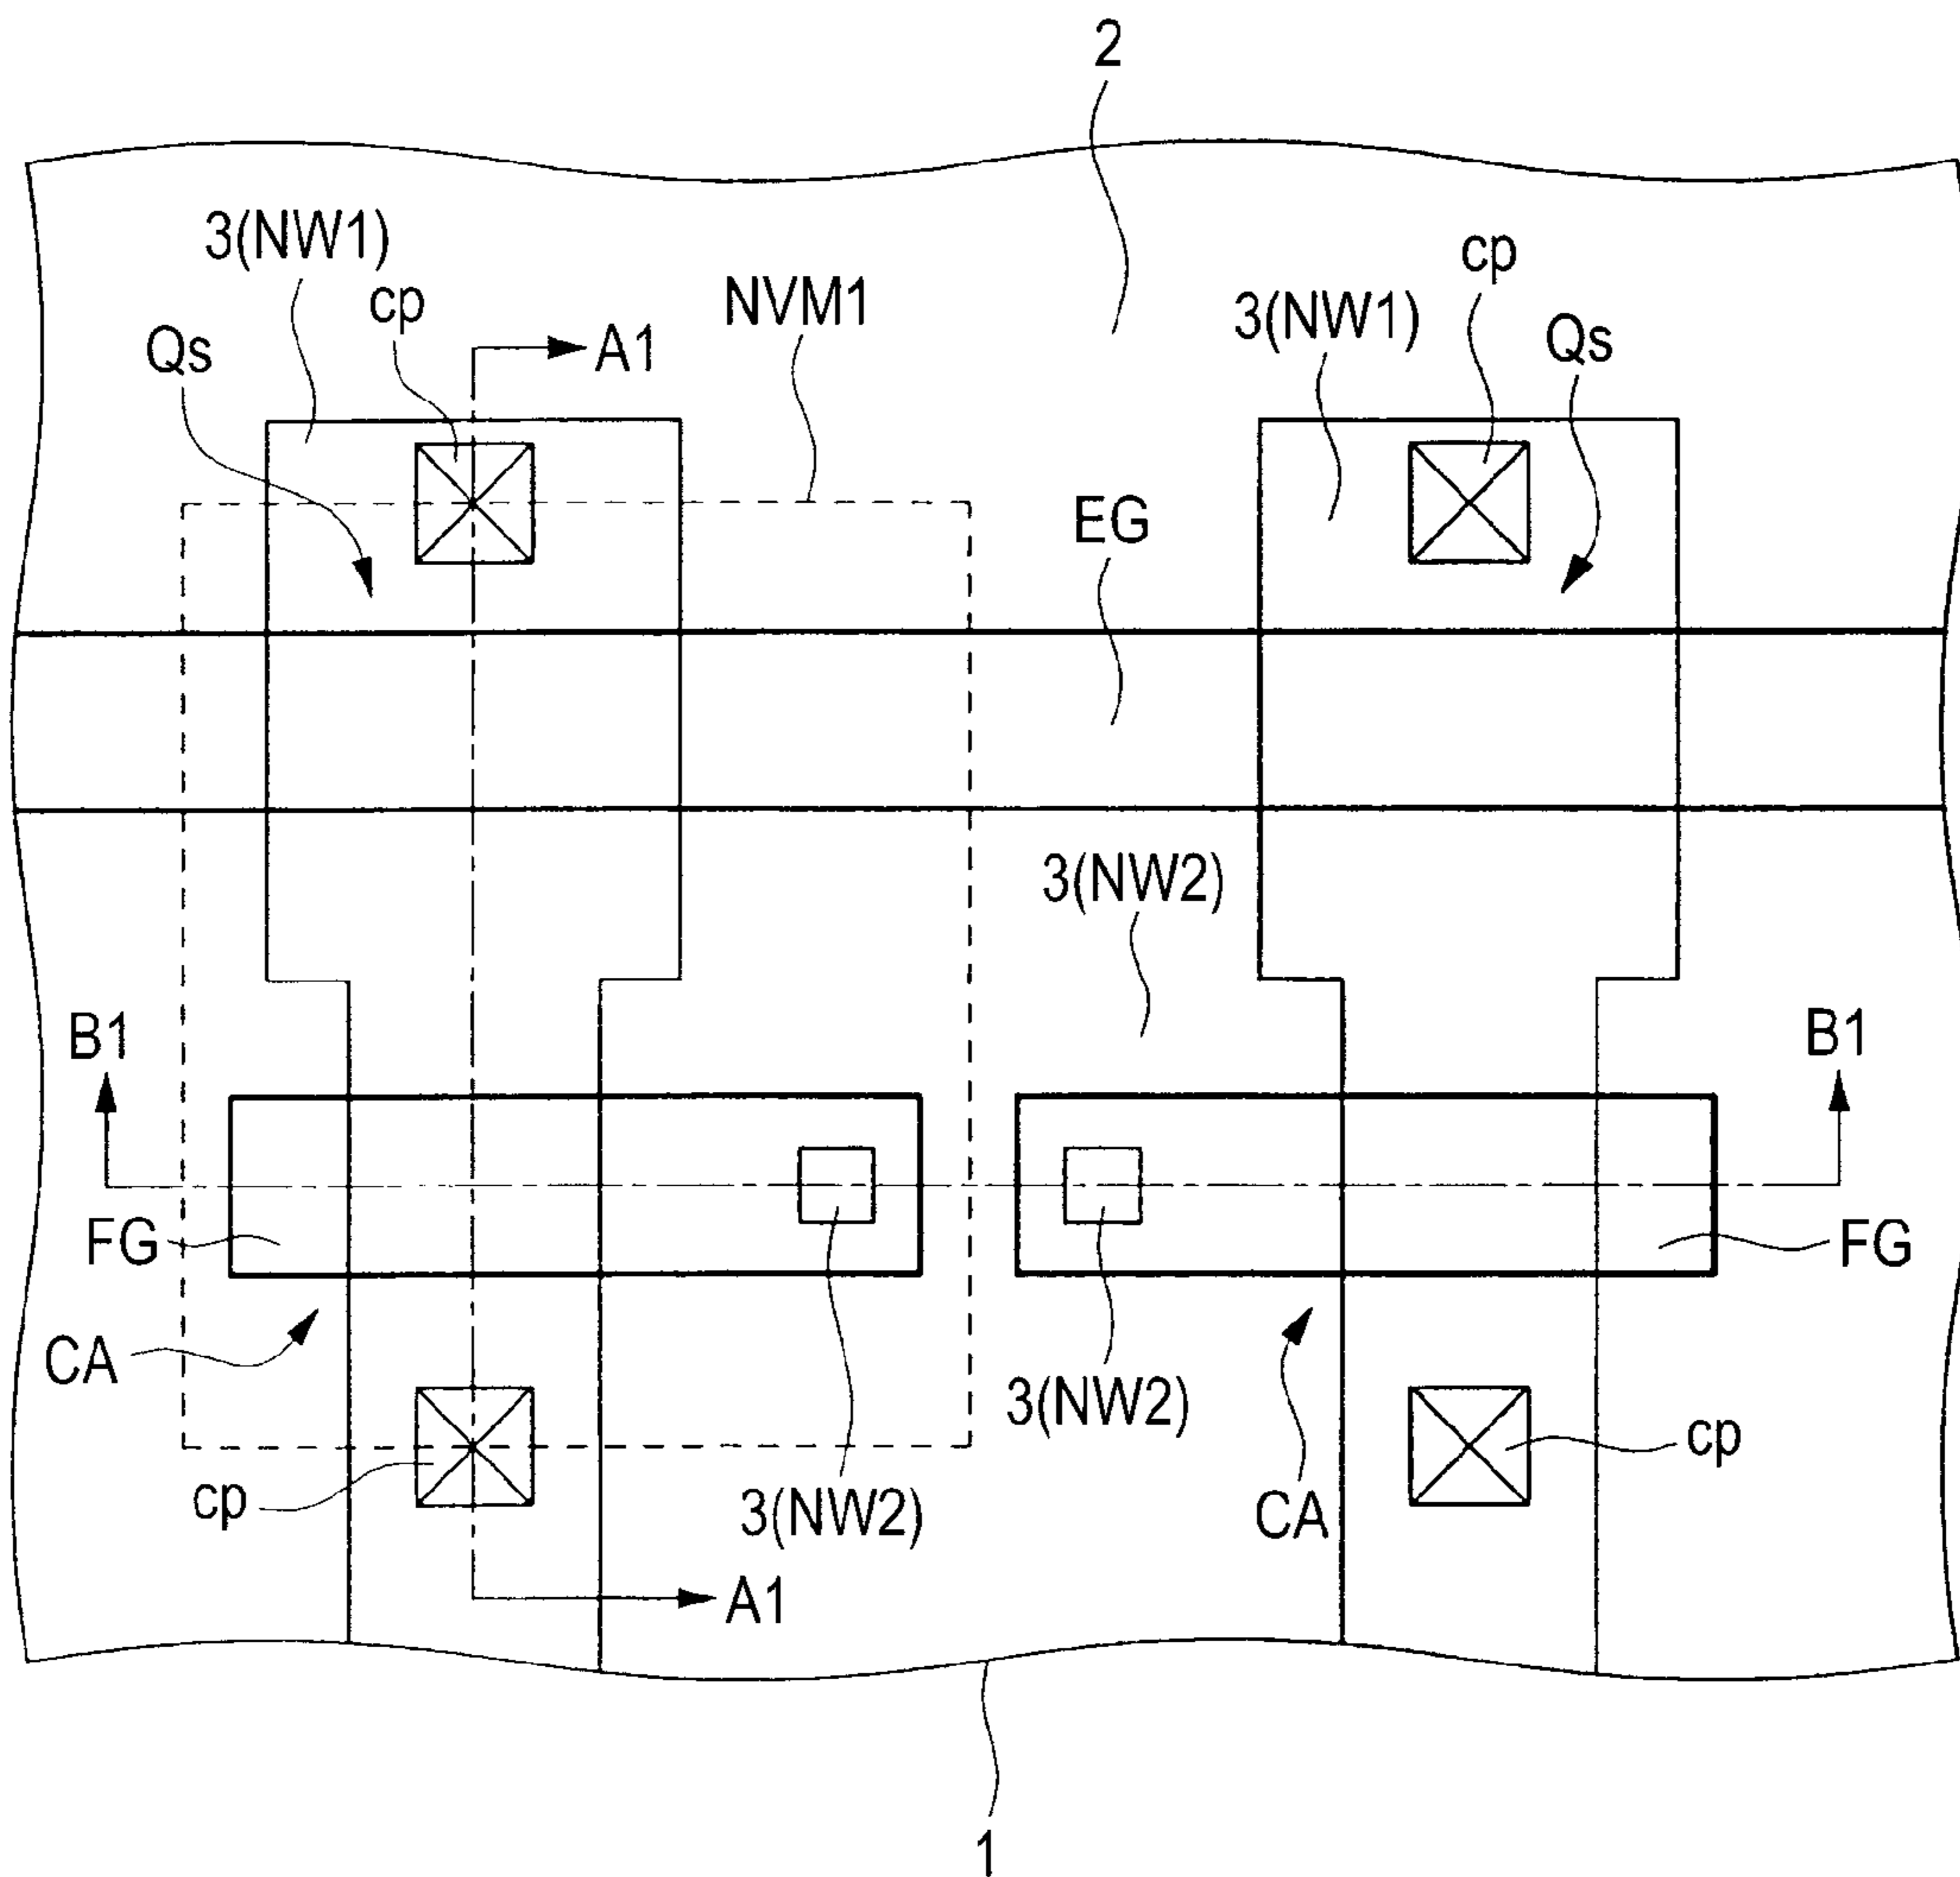 2
3(NW1)
cp
NVM1
cp
3(NW1)
Qs
A1
Qs
EG
3(NW2)
B1
B1
FG
FG
CA
3(NW2)
cp
cp
3(NW2)
CA
A1
1